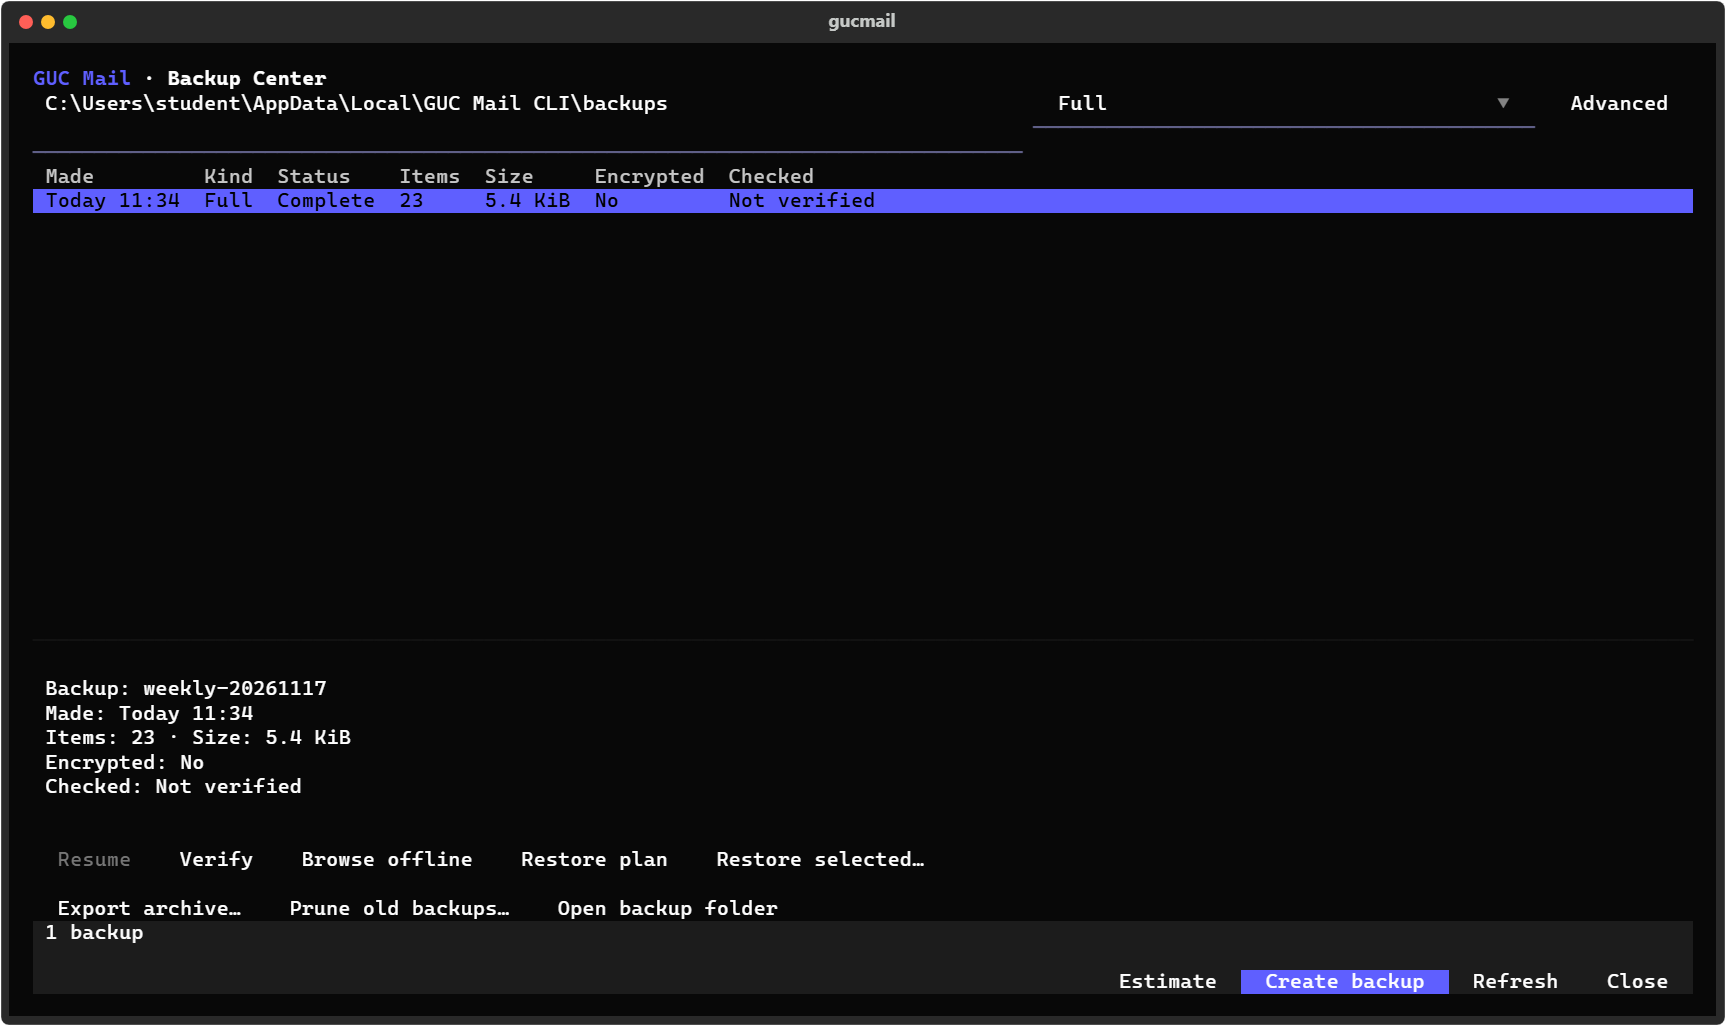 gucmail
GUC Mail · Backup Center
C:\Users\student\AppData\Local\GUC Mail CLI\backups Full ▼ Advanced
Made Kind Status Items Size Encrypted Checked
Today 11:34 Full Complete 23 5.4 KiB No Not verified
Backup: weekly-20261117
Made: Today 11:34
Items: 23 · Size: 5.4 KiB
Encrypted: No
Checked: Not verified
Resume Verify Browse offline Restore plan Restore selected…
Export archive… Prune old backups… Open backup folder
1 backup
Estimate Create backup Refresh Close